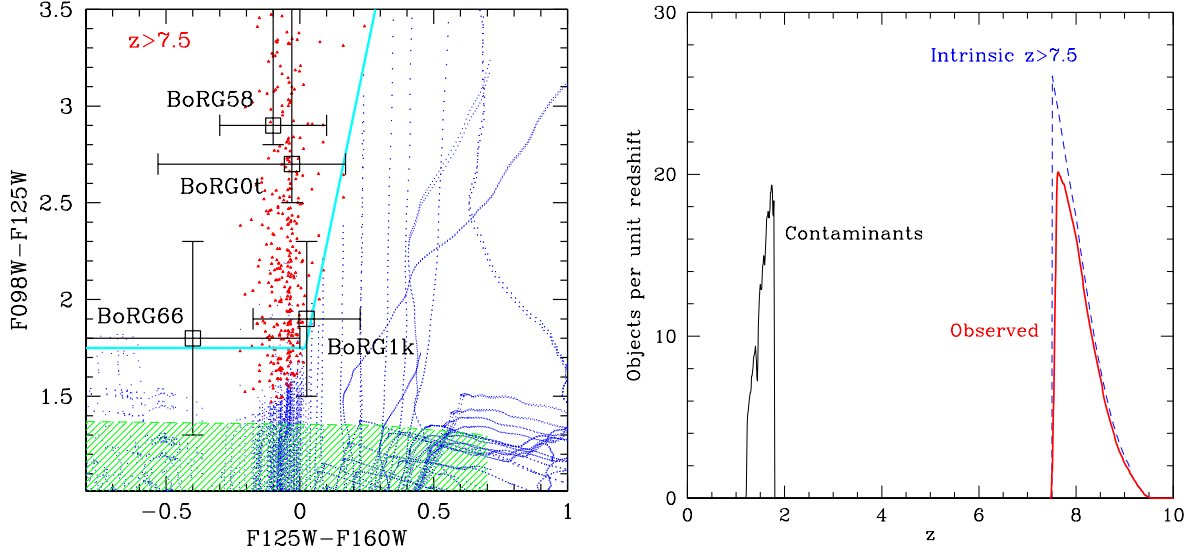 3.5
3
2.5
2
1.5
F098W−F125W
z>7.5
BoRG58
BoRG0t
BoRG66
BoRG1k
−0.5
0
0.5
1
F125W−F160W
30
20
10
0
Objects per unit redshift
Intrinsic z>7.5
Contaminants
Observed
0
2
4
6
8
10
z